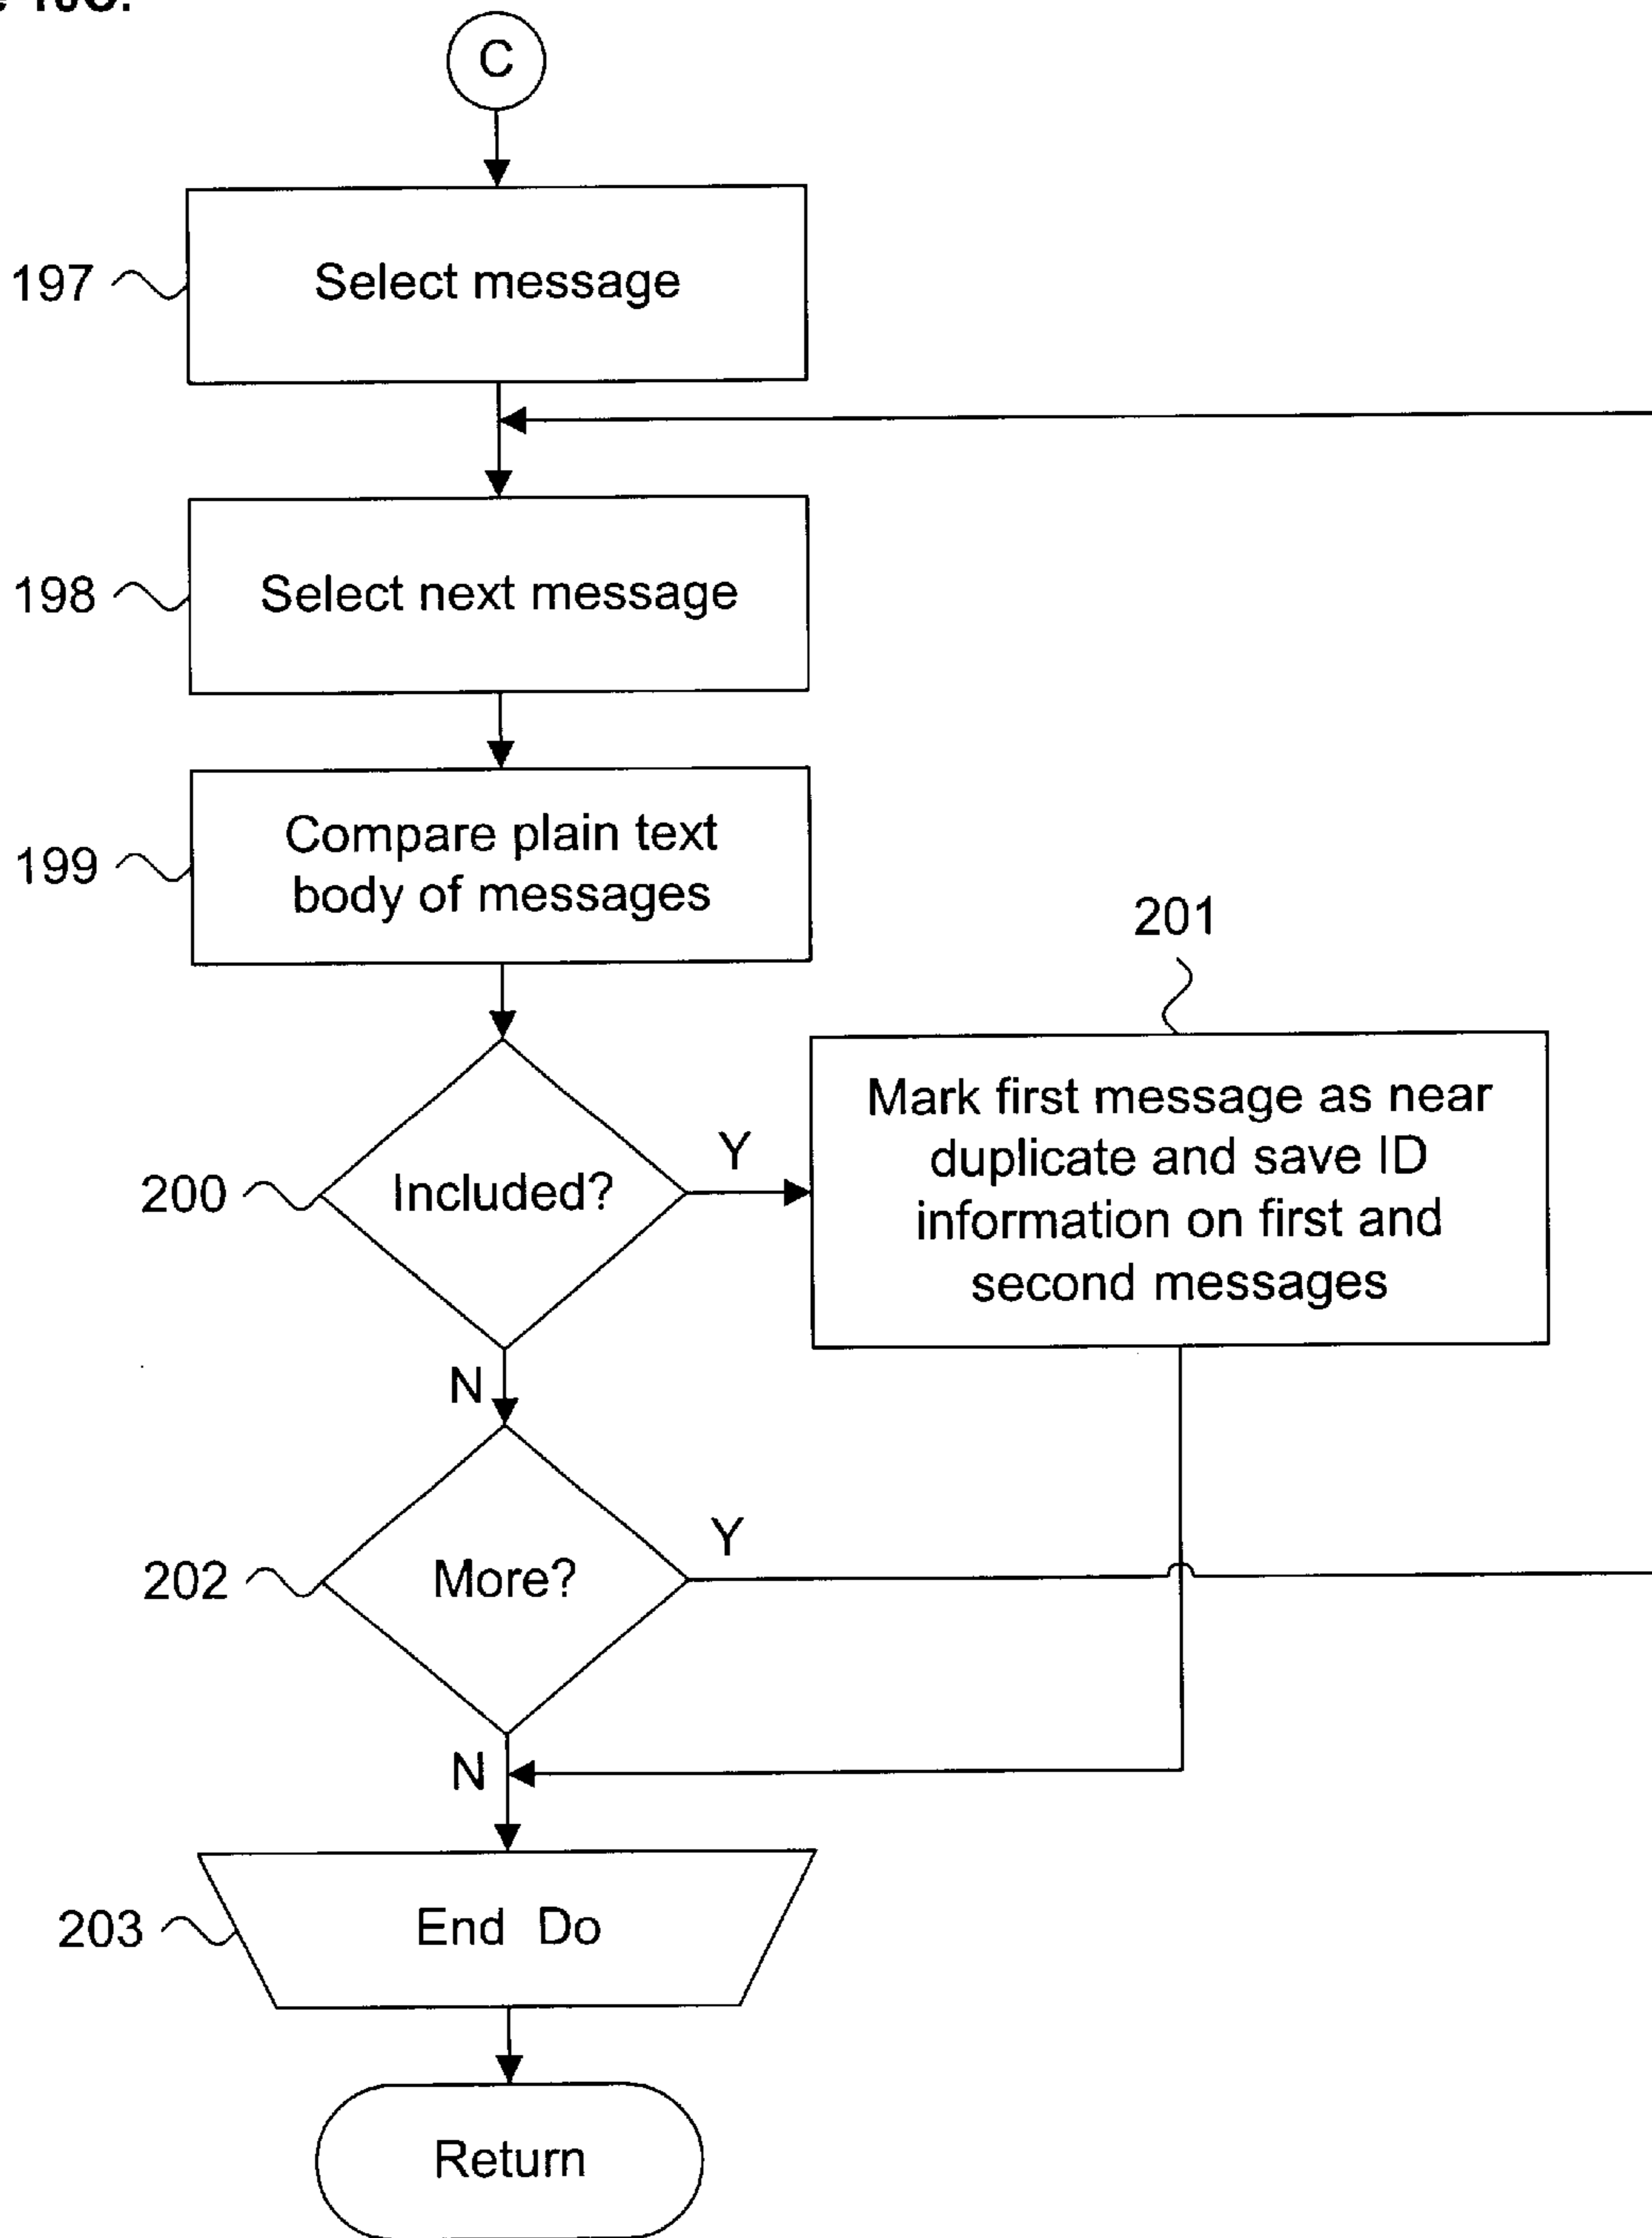 10C.
C
197
Select message
198
Select next message
199
Compare plain text
body of messages
201
Mark first message as near
duplicate and save ID
information on first and
second messages
200
Included?
Y
N
202
More?
Y
N
203
End Do
Return